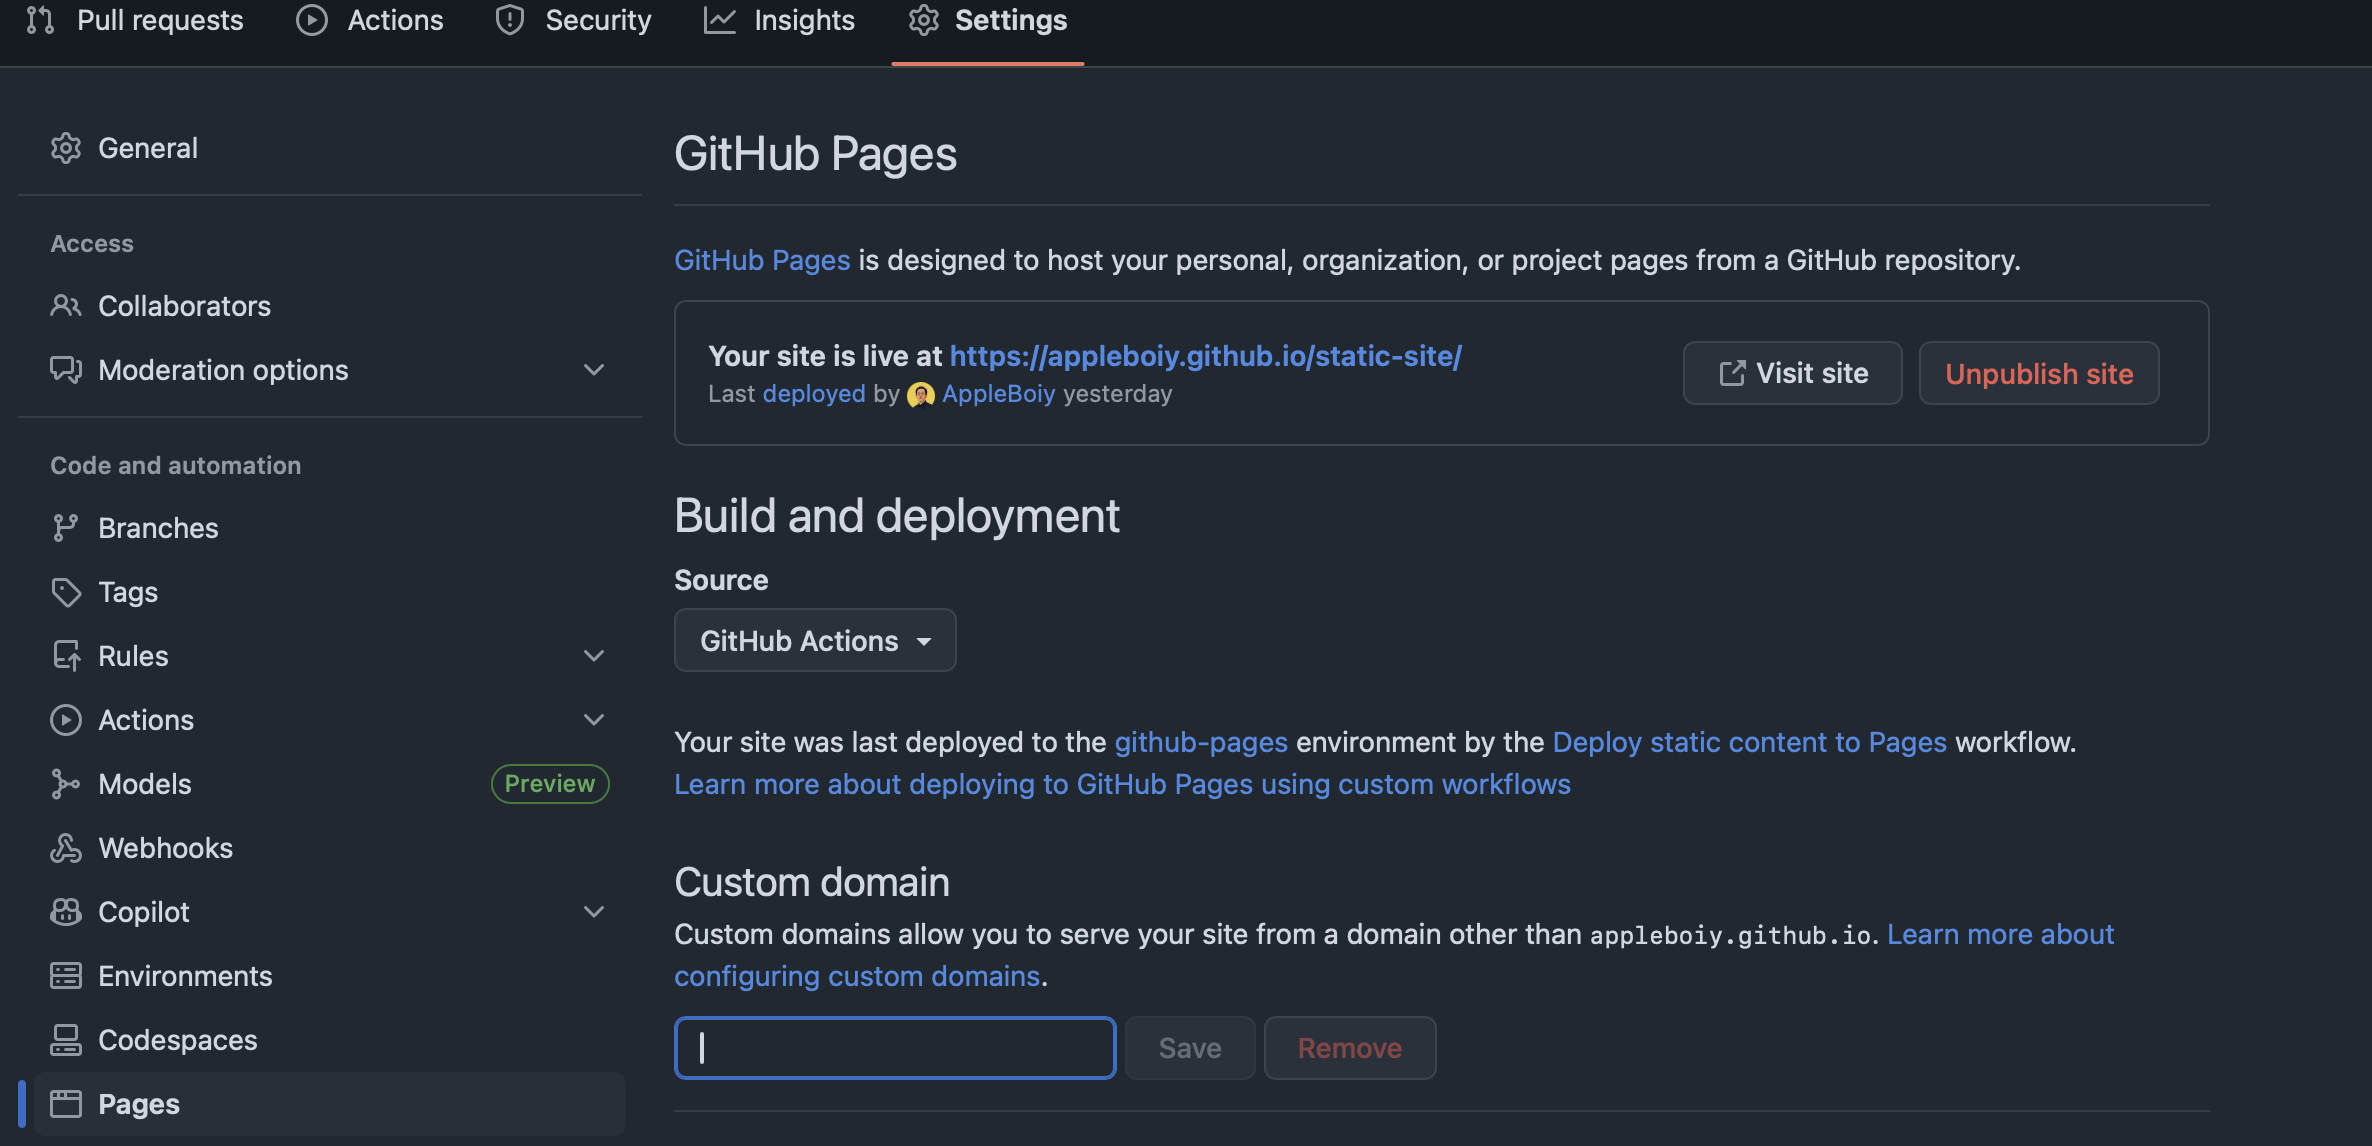 Pull requests Actions Security Insights Settings
General
Access
Collaborators
Moderation options
Code and automation
Branches
Tags
Rules
Actions
Models Preview
Webhooks
Copilot
Environments
Codespaces
Pages
GitHub Pages
GitHub Pages is designed to host your personal, organization, or project pages from a GitHub repository.
Your site is live at https://appleboiy.github.io/static-site/
Last deployed by AppleBoiy yesterday
Visit site Unpublish site
Build and deployment
Source
GitHub Actions
Your site was last deployed to the github-pages environment by the Deploy static content to Pages workflow.
Learn more about deploying to GitHub Pages using custom workflows
Custom domain
Custom domains allow you to serve your site from a domain other than appleboiy.github.io. Learn more about
configuring custom domains.
Save Remove